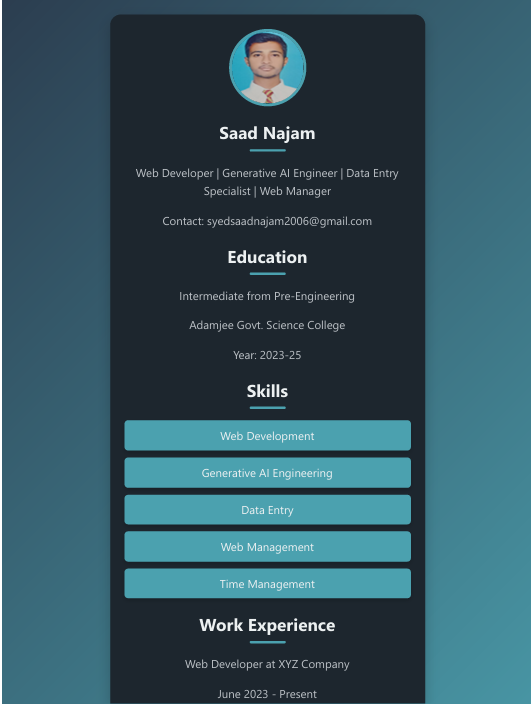 Saad Najam
Web Developer | Generative AI Engineer | Data Entry
Specialist | Web Manager
Contact: syedsaadnajam2006@gmail.com
Education
Intermediate from Pre-Engineering
Adamjee Govt. Science College
Year: 2023-25
Skills
Web Development
Generative AI Engineering
Data Entry
Web Management
Time Management
Work Experience
Web Developer at XYZ Company
June 2023 - Present